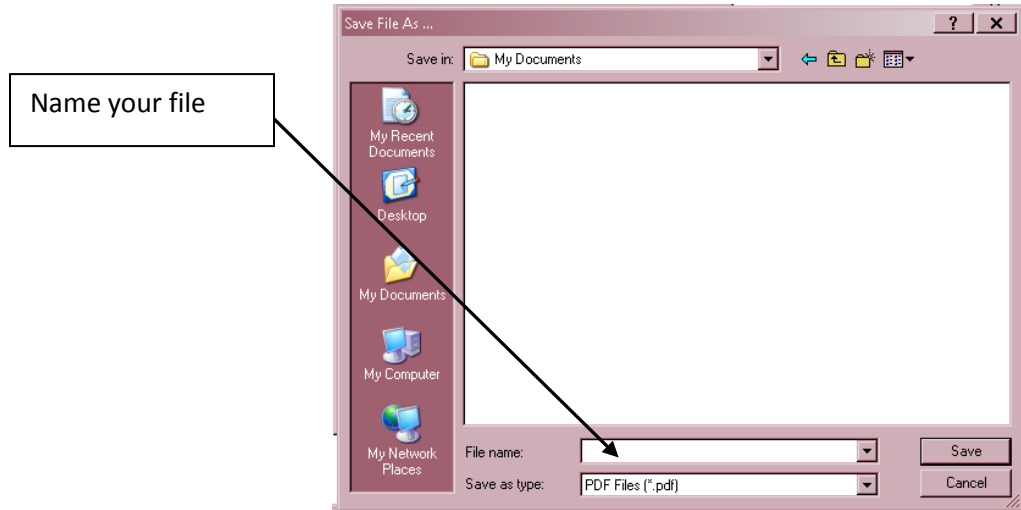 Save File As ...
? X
Save in: My Documents
Name your file
My Recent
Documents
Desktop
My Documents
My Computer
My Network
Places
File name:
Save
Save as type: PDF Files (*.pdf)
Cancel